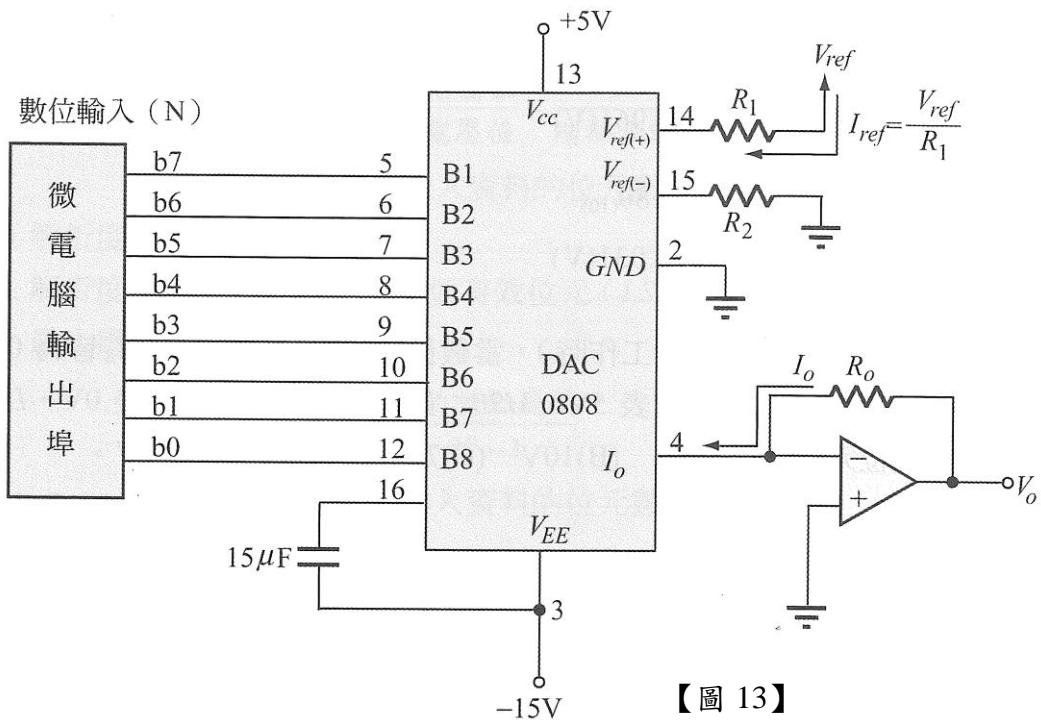 +5V
13
數位輸入（N）
微電腦輸出埠
b7 5 B1
b6 6 B2
b5 7 B3
b4 8 B4
b3 9 B5
b2 10 B6
b1 11 B7
b0 12 B8
16
15μF
Vcc
Vref(+) 14 R1
Vref
Iref=Vref/R1
Vref(-) 15 R2
GND 2
DAC
0808
Io 4
Io Ro
−
+
Vo
VEE
3
−15V
【圖 13】